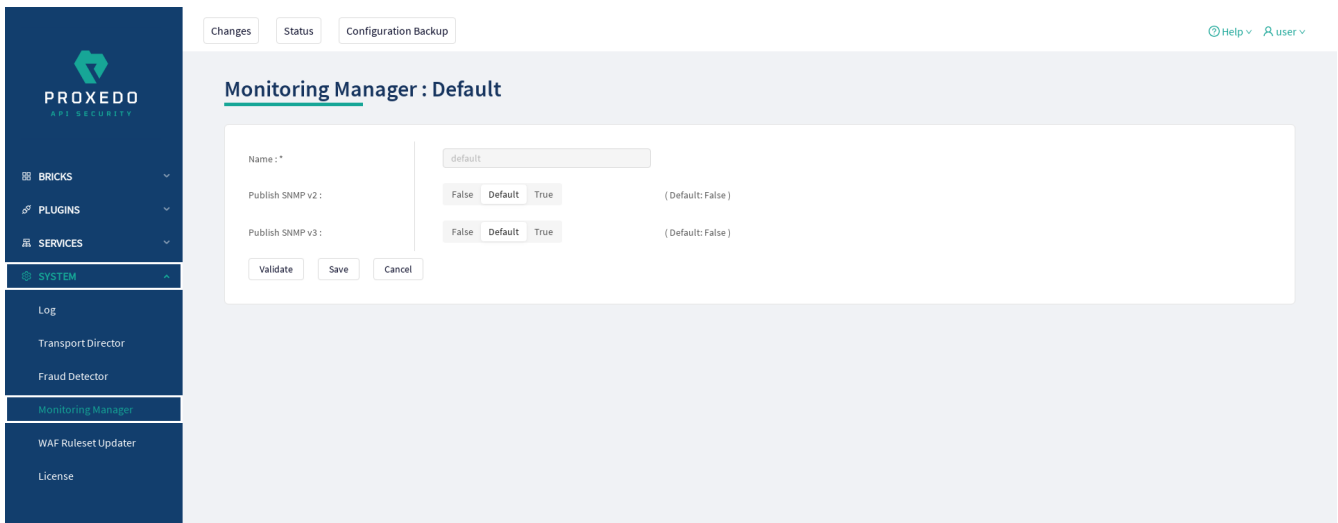 Changes Status Configuration Backup Help user
PROXEDO
API SECURITY
BRICKS
PLUGINS
SERVICES
SYSTEM
Log
Transport Director
Fraud Detector
Monitoring Manager
WAF Ruleset Updater
License
Monitoring Manager : Default
Name : * default
Publish SNMP v2 : False Default True ( Default: False )
Publish SNMP v3 : False Default True ( Default: False )
Validate Save Cancel